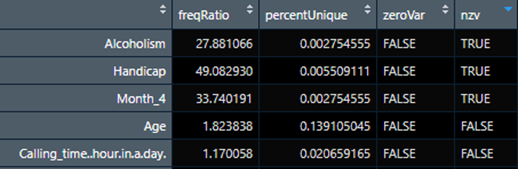 freqRatio percentUnique zeroVar nzv
Alcoholism 27.881066 0.002754555 FALSE TRUE
Handicap 49.082930 0.005509111 FALSE TRUE
Month_4 33.740191 0.002754555 FALSE TRUE
Age 1.823838 0.139105045 FALSE FALSE
Calling_time..hour.in.a.day. 1.170058 0.020659165 FALSE FALSE